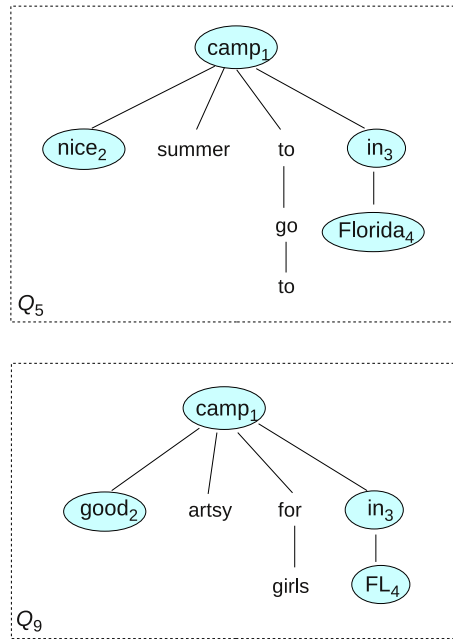 camp₁
nice₂ summer to in₃
go Florida₄
to
Q₅
camp₁
good₂ artsy for in₃
girls FL₄
Q₉